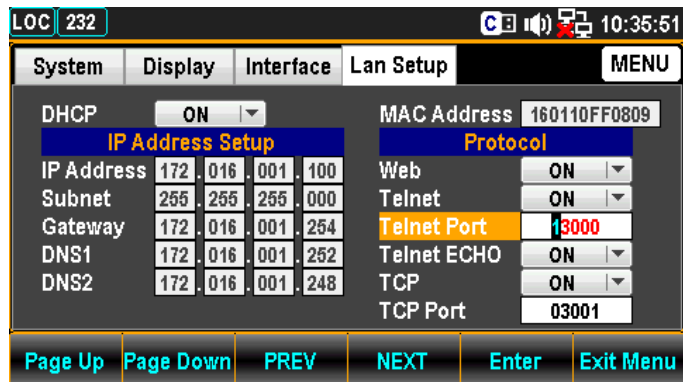 LOC 232 C 10:35:51
System Display Interface Lan Setup MENU
DHCP ON MAC Address 160110FF0809
IP Address Setup Protocol
IP Address 172 . 016 . 001 . 100 Web ON
Subnet 255 . 255 . 255 . 000 Telnet ON
Gateway 172 . 016 . 001 . 254 Telnet Port 13000
DNS1 172 . 016 . 001 . 252 Telnet ECHO ON
DNS2 172 . 016 . 001 . 248 TCP ON
TCP Port 03001
Page Up Page Down PREV NEXT Enter Exit Menu